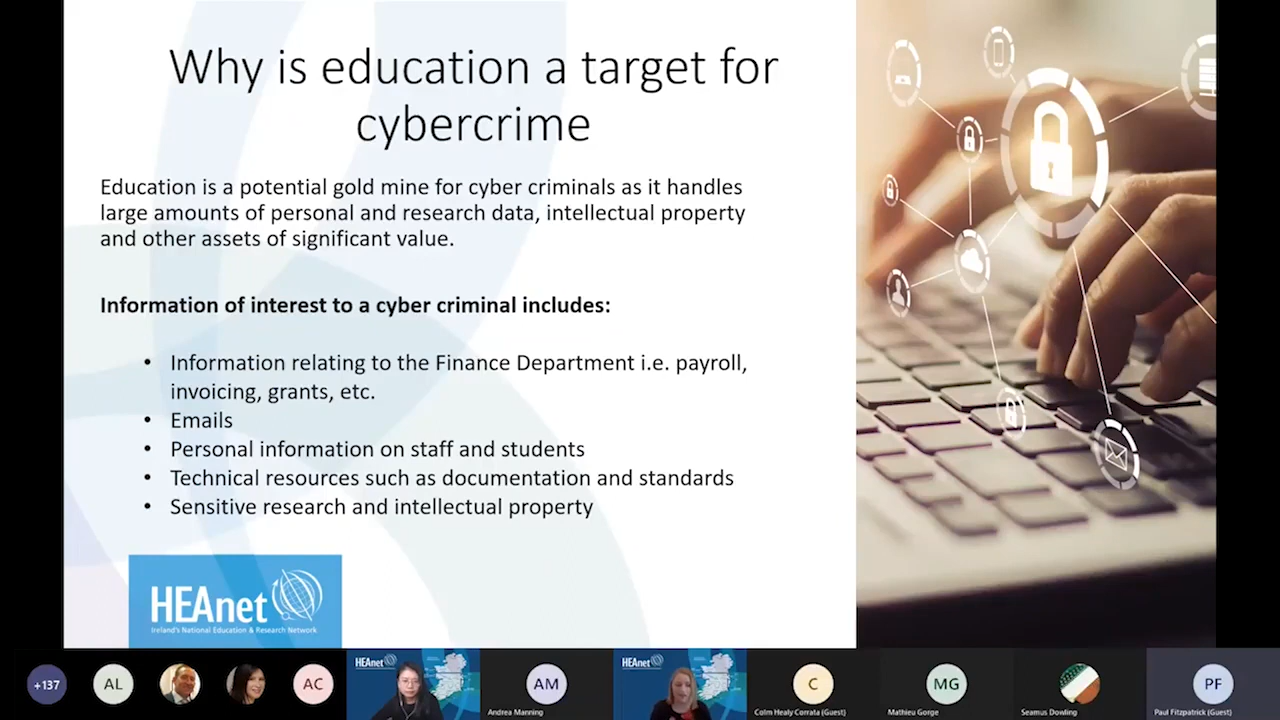 Why is education a target for
cybercrime
Education is a potential gold mine for cyber criminals as it handles
large amounts of personal and research data, intellectual property
and other assets of significant value.
Information of interest to a cyber criminal includes:
• Information relating to the Finance Department i.e. payroll,
invoicing, grants, etc.
• Emails
• Personal information on staff and students
• Technical resources such as documentation and standards
• Sensitive research and intellectual property
HEAnet
Ireland's National Education & Research Network
+137
AL
AC
HEAnet
AM
Andrea Manning
HEAnet
C
Colm Healy Corrata (Guest)
MG
Mathieu Gorge
Seamus Dowling
PF
Paul Fitzpatrick (Guest)